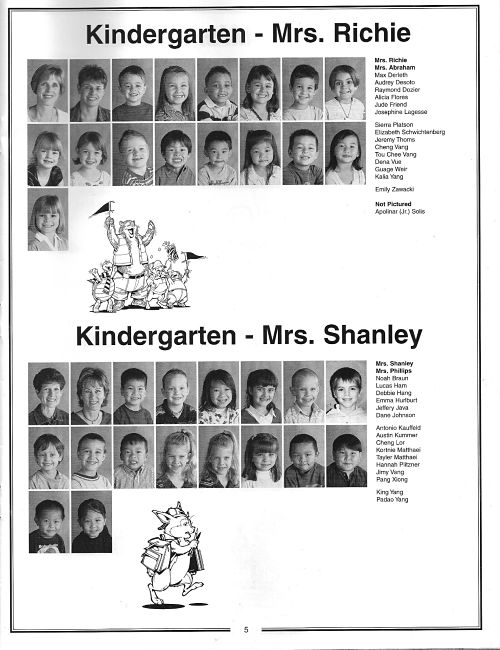 Kindergarten - Mrs. Richie
Mrs. Richie
Mrs. Abraham
Max Derleth
Audrey Desoto
Raymond Dozier
Alicia Flores
Jude Friend
Josephine Lagesse
Sierra Platson
Elizabeth Schwichtenberg
Jeremy Thoms
Cheng Vang
Tou Chee Vang
Dena Vue
Guage Weir
Kalia Yang
Emily Zawacki
Not Pictured
Apolinar (Jr.) Solis
Kindergarten - Mrs. Shanley
Mrs. Shanley
Mrs. Phillips
Noah Braun
Lucas Ham
Debbie Hang
Emma Hurlburt
Jeffery Java
Dane Johnson
Antonio Kauffeld
Austin Kummer
Cheng Lor
Kortnie Matthaei
Tayler Matthaei
Hannah Plitzner
Jimy Vang
Pang Xiong
King Yang
Padao Yang
5